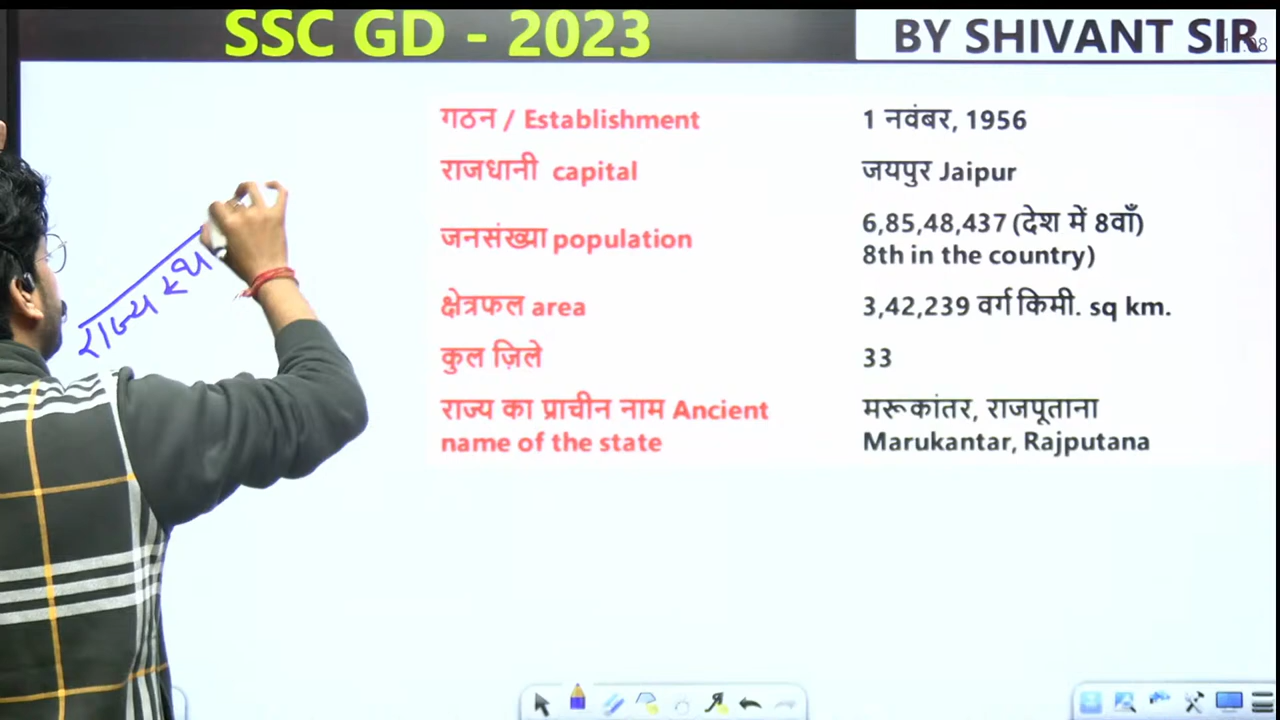 SSC GD - 2023
BY SHIVANT SIR
गठन / Establishment 1 नवंबर, 1956
राजधानी capital जयपुर Jaipur
जनसंख्या population 6,85,48,437 (देश में 8वाँ)
8th in the country)
क्षेत्रफल area 3,42,239 वर्ग किमी. sq km.
कुल ज़िले 33
राज्य का प्राचीन नाम Ancient मरूकांतर, राजपूताना
name of the state Marukantar, Rajputana
राज्य स्थ